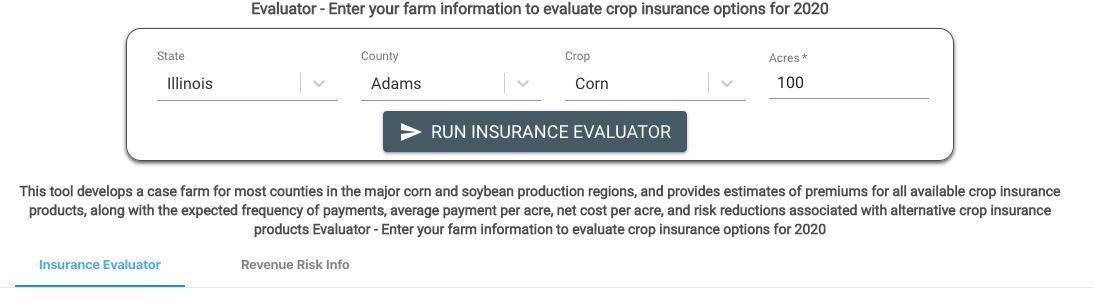 Evaluator - Enter your farm information to evaluate crop insurance options for 2020
State County Crop Acres *
Illinois Adams Corn 100
RUN INSURANCE EVALUATOR
This tool develops a case farm for most counties in the major corn and soybean production regions, and provides estimates of premiums for all available crop insurance
products, along with the expected frequency of payments, average payment per acre, net cost per acre, and risk reductions associated with alternative crop insurance
products Evaluator - Enter your farm information to evaluate crop insurance options for 2020
Insurance Evaluator Revenue Risk Info